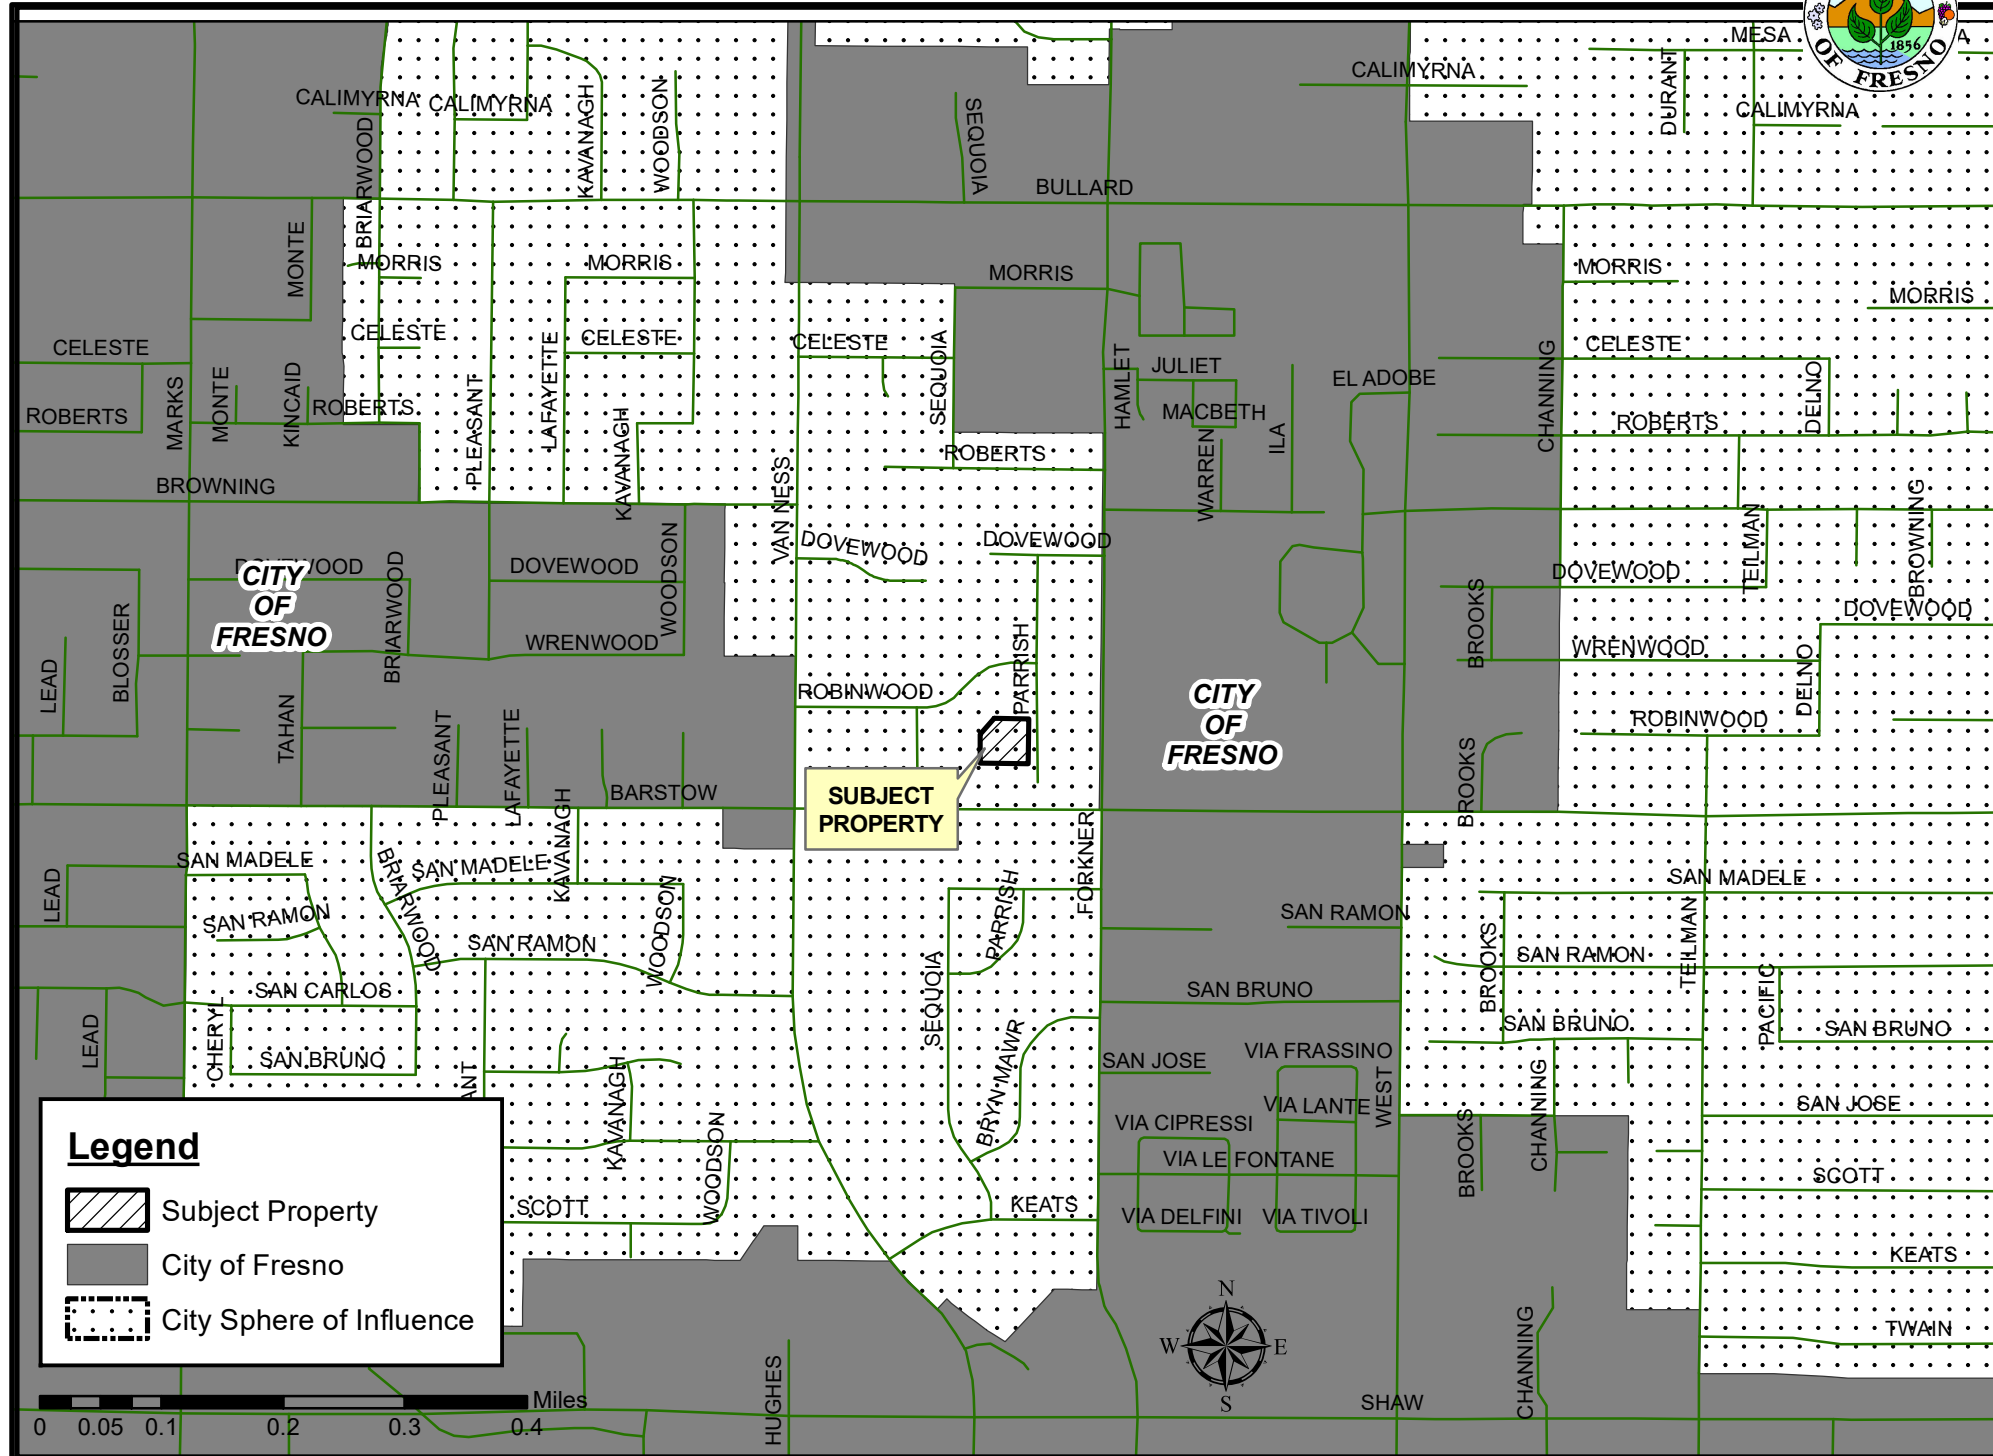 MESA
A
1856
OF FRESNO
CALIMYRNA
CALIMYRNA
CALIMYRNA
CALIMYRNA
KAVANAGH
WOODSON
SEQUOIA
DURANT
BRIARWOOD
BULLARD
MONTE
MORRIS
MORRIS
MORRIS
MORRIS
MORRIS
CELESTE
CELESTE
CELESTE
CELESTE
CELESTE
LAFAYETTE
SEQUOIA
HAMLET
JULIET
EL ADOBE
CHANNING
DELNO
ROBERTS
MARKS
MONTE
KINCAID
ROBERTS
PLEASANT
KAVANAGH
MACBETH
WARREN
ILA
ROBERTS
ROBERTS
BROWNING
VAN NESS
TEILMAN
BROWNING
DOVEWOOD
CITY
OF
FRESNO
BRIARWOOD
DOVEWOOD
WOODSON
DOVEWOOD
DOVEWOOD
DOVEWOOD
DOVEWOOD
BLOSSER
WRENWOOD
PARRISH
BROOKS
WRENWOOD
LEAD
TAHAN
ROBINWOOD
CITY
OF
FRESNO
DELNO
ROBINWOOD
PLEASANT
LAFAYETTE
BARSTOW
KAVANAGH
SUBJECT
PROPERTY
BROOKS
FORKNER
SAN MADELE
BRIARWOOD
SAN MADELE
SAN MADELE
LEAD
SAN RAMON
SAN RAMON
WOODSON
PARRISH
SAN RAMON
BROOKS
SAN RAMON
TEILMAN
SAN CARLOS
SEQUOIA
SAN BRUNO
PACIFIC
LEAD
CHERYL
SAN BRUNO
ANT
KAVANAGH
BRYN MAWR
SAN JOSE
VIA FRASSINO
WEST
SAN BRUNO
CHANNING
SAN BRUNO
VIA LANTE
VIA CIPRESSI
SAN JOSE
WOODSON
VIA LE FONTANE
BROOKS
SCOTT
SCOTT
KEATS
VIA DELFINI
VIA TIVOLI
KEATS
TWAIN
Legend
Subject Property
City of Fresno
City Sphere of Influence
N
W
E
S
HUGHES
SHAW
CHANNING
Miles
0 0.05 0.1 0.2 0.3 0.4